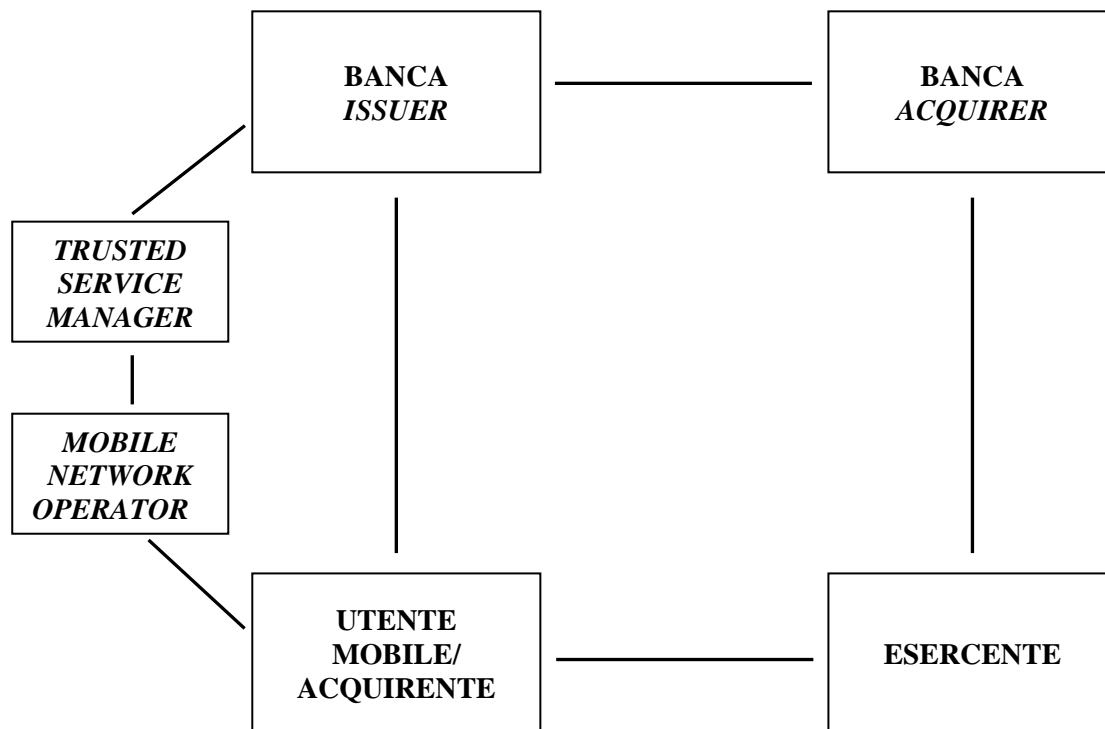 BANCA
ISSUER
BANCA
ACQUIRER
TRUSTED
SERVICE
MANAGER
MOBILE
NETWORK
OPERATOR
UTENTE
MOBILE/
ACQUIRENTE
ESERCENTE